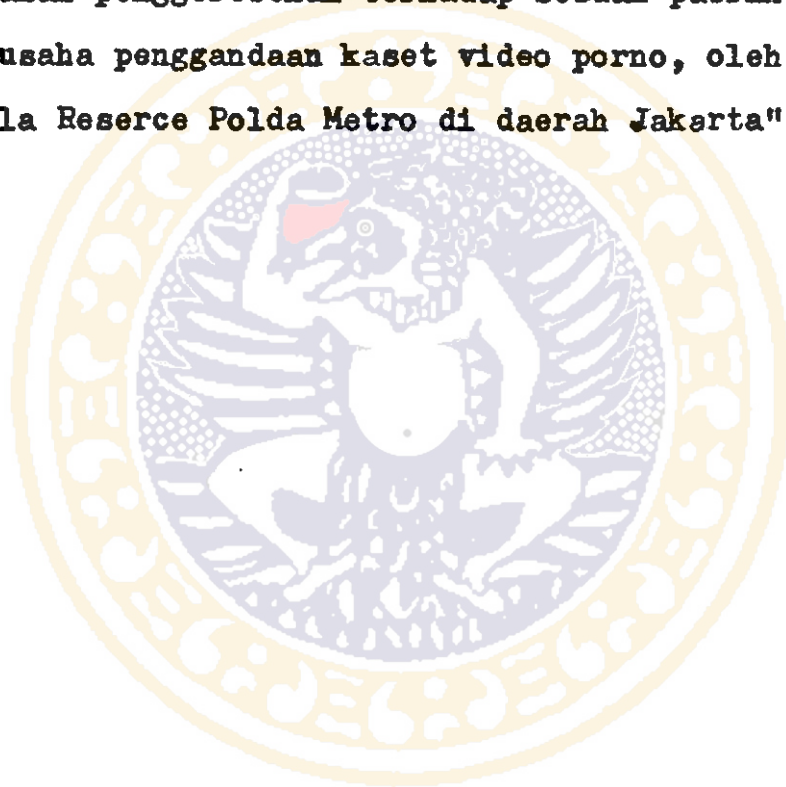 usaha penggandaan kaset video porno, oleh
la Reserce Polda Metro di daerah Jakarta"